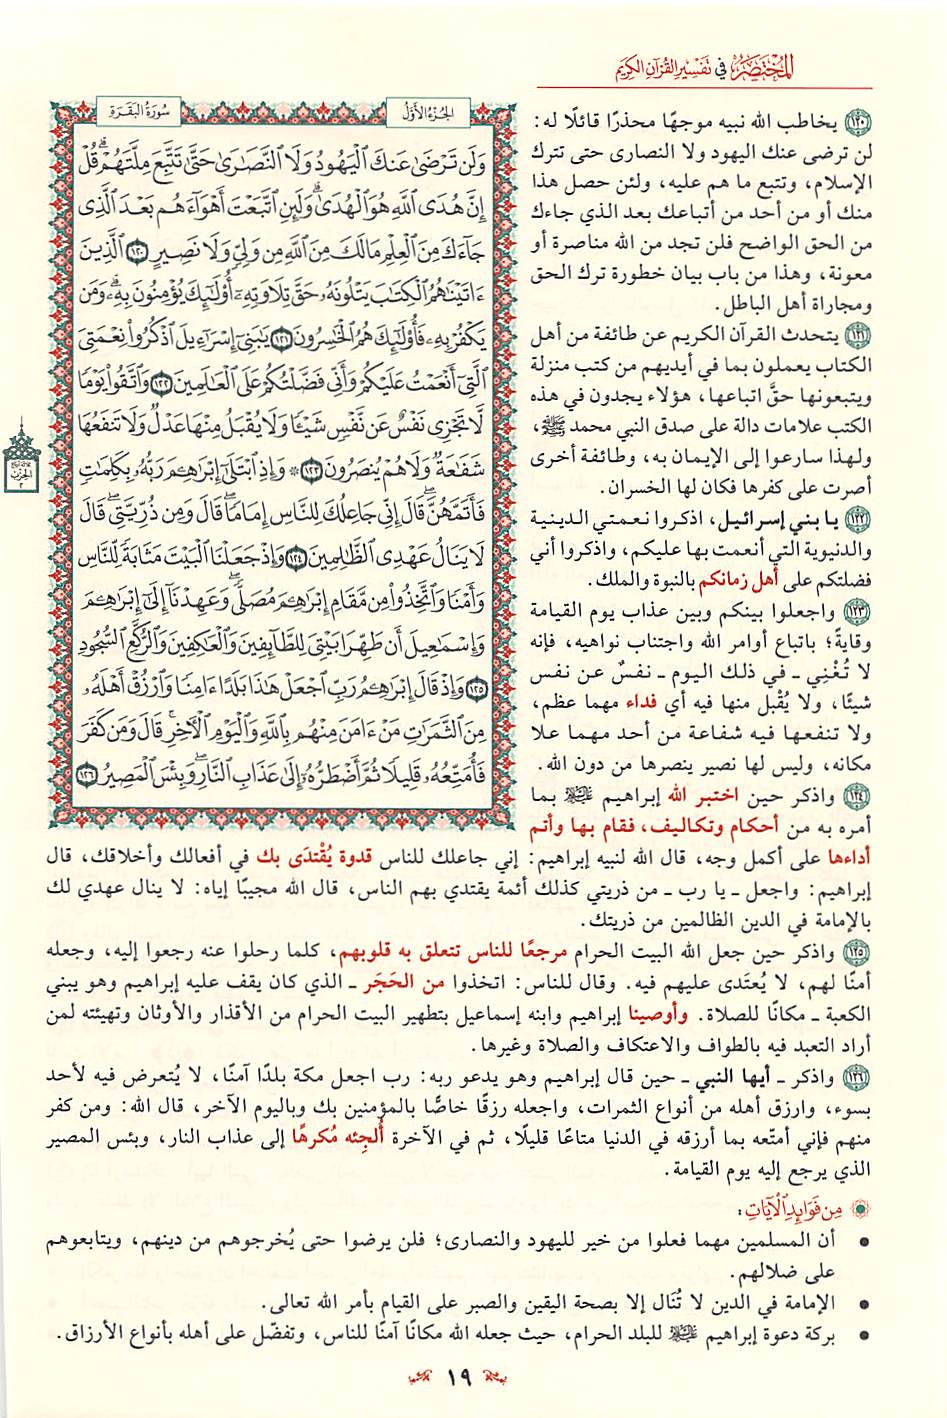 المختصر في تفسير القرآن الكريم
الجزء الأول
سورة البقرة
وَلَن تَرْضَىٰ عَنكَ ٱلْيَهُودُ وَلَا ٱلنَّصَـٰرَىٰ حَتَّىٰ تَتَّبِعَ مِلَّتَهُمْ ۗ قُلْ
إِنَّ هُدَى ٱللَّهِ هُوَ ٱلْهُدَىٰ ۗ وَلَئِنِ ٱتَّبَعْتَ أَهْوَآءَهُم بَعْدَ ٱلَّذِى
جَآءَكَ مِنَ ٱلْعِلْمِ مَا لَكَ مِنَ ٱللَّهِ مِن وَلِىٍّ وَلَا نَصِيرٍ ١٢٠ ٱلَّذِينَ
ءَاتَيْنَـٰهُمُ ٱلْكِتَـٰبَ يَتْلُونَهُۥ حَقَّ تِلَاوَتِهِۦٓ أُو۟لَـٰٓئِكَ يُؤْمِنُونَ بِهِۦ ۗ وَمَن
يَكْفُرْ بِهِۦ فَأُو۟لَـٰٓئِكَ هُمُ ٱلْخَـٰسِرُونَ ١٢١ يَـٰبَنِىٓ إِسْرَٰٓءِيلَ ٱذْكُرُوا۟ نِعْمَتِىَ
ٱلَّتِىٓ أَنْعَمْتُ عَلَيْكُمْ وَأَنِّى فَضَّلْتُكُمْ عَلَى ٱلْعَـٰلَمِينَ ١٢٢ وَٱتَّقُوا۟ يَوْمًا
لَّا تَجْزِى نَفْسٌ عَن نَّفْسٍ شَيْـًٔا وَلَا يُقْبَلُ مِنْهَا عَدْلٌ وَلَا تَنفَعُهَا
شَفَـٰعَةٌ وَلَا هُمْ يُنصَرُونَ ١٢٣ ۞ وَإِذِ ٱبْتَلَىٰٓ إِبْرَٰهِـۧمَ رَبُّهُۥ بِكَلِمَـٰتٍ
فَأَتَمَّهُنَّ ۖ قَالَ إِنِّى جَاعِلُكَ لِلنَّاسِ إِمَامًا ۖ قَالَ وَمِن ذُرِّيَّتِى ۖ قَالَ
لَا يَنَالُ عَهْدِى ٱلظَّـٰلِمِينَ ١٢٤ وَإِذْ جَعَلْنَا ٱلْبَيْتَ مَثَابَةً لِّلنَّاسِ
وَأَمْنًا وَٱتَّخِذُوا۟ مِن مَّقَامِ إِبْرَٰهِـۧمَ مُصَلًّى ۖ وَعَهِدْنَآ إِلَىٰٓ إِبْرَٰهِـۧمَ
وَإِسْمَـٰعِيلَ أَن طَهِّرَا بَيْتِىَ لِلطَّآئِفِينَ وَٱلْعَـٰكِفِينَ وَٱلرُّكَّعِ ٱلسُّجُودِ
١٢٥ وَإِذْ قَالَ إِبْرَٰهِـۧمُ رَبِّ ٱجْعَلْ هَـٰذَا بَلَدًا ءَامِنًا وَٱرْزُقْ أَهْلَهُۥ
مِنَ ٱلثَّمَرَٰتِ مَنْ ءَامَنَ مِنْهُم بِٱللَّهِ وَٱلْيَوْمِ ٱلْـَٔاخِرِ ۖ قَالَ وَمَن كَفَرَ
فَأُمَتِّعُهُۥ قَلِيلًا ثُمَّ أَضْطَرُّهُۥٓ إِلَىٰ عَذَابِ ٱلنَّارِ ۖ وَبِئْسَ ٱلْمَصِيرُ ١٢٦
الحزب
٢
١٢٠ يخاطب الله نبيه موجهًا محذرًا قائلًا له:
لن ترضى عنك اليهود ولا النصارى حتى تترك
الإسلام، وتتبع ما هم عليه، ولئن حصل هذا
منك أو من أحد من أتباعك بعد الذي جاءك
من الحق الواضح فلن تجد من الله مناصرة أو
معونة، وهذا من باب بيان خطورة ترك الحق
ومجاراة أهل الباطل.
١٢١ يتحدث القرآن الكريم عن طائفة من أهل
الكتاب يعملون بما في أيديهم من كتب منزلة
ويتبعونها حقَّ اتباعها، هؤلاء يجدون في هذه
الكتب علامات دالة على صدق النبي محمد ﷺ،
ولهذا سارعوا إلى الإيمان به، وطائفة أخرى
أصرت على كفرها فكان لها الخسران.
١٢٢ يا بني إسرائيل، اذكروا نعمتي الدينية
والدنيوية التي أنعمت بها عليكم، واذكروا أني
فضلتكم على أهل زمانكم بالنبوة والملك.
١٢٣ واجعلوا بينكم وبين عذاب يوم القيامة
وقايةً؛ باتباع أوامر الله واجتناب نواهيه، فإنه
لا تُغْنِي ـ في ذلك اليوم ـ نفسٌ عن نفس
شيئًا، ولا يُقْبل منها فيه أي فداء مهما عظم،
ولا تنفعها فيه شفاعة من أحد مهما علا
مكانه، وليس لها نصير ينصرها من دون الله.
١٢٤ واذكر حين اختبر الله إبراهيم عليه السلام بما
أمره به من أحكام وتكاليف، فقام بها وأتم
أداءها على أكمل وجه، قال الله لنبيه إبراهيم: إني جاعلك للناس قدوة يُقْتدَى بك في أفعالك وأخلاقك، قال
إبراهيم: واجعل ـ يا رب ـ من ذريتي كذلك أئمة يقتدي بهم الناس، قال الله مجيبًا إياه: لا ينال عهدي لك
بالإمامة في الدين الظالمين من ذريتك.
١٢٥ واذكر حين جعل الله البيت الحرام مرجعًا للناس تتعلق به قلوبهم، كلما رحلوا عنه رجعوا إليه، وجعله
أمنًا لهم، لا يُعتَدى عليهم فيه. وقال للناس: اتخذوا من الحَجَر ـ الذي كان يقف عليه إبراهيم وهو يبني
الكعبة ـ مكانًا للصلاة. وأوصينا إبراهيم وابنه إسماعيل بتطهير البيت الحرام من الأقذار والأوثان وتهيئته لمن
أراد التعبد فيه بالطواف والاعتكاف والصلاة وغيرها.
١٢٦ واذكر ـ أيها النبي ـ حين قال إبراهيم وهو يدعو ربه: رب اجعل مكة بلدًا آمنًا، لا يُتعرض فيه لأحد
بسوء، وارزق أهله من أنواع الثمرات، واجعله رزقًا خاصًّا بالمؤمنين بك وباليوم الآخر، قال الله: ومن كفر
منهم فإني أمتّعه بما أرزقه في الدنيا متاعًا قليلًا، ثم في الآخرة أُلجِئه مُكرهًا إلى عذاب النار، وبئس المصير
الذي يرجع إليه يوم القيامة.
من فوائد الآيات:
• أن المسلمين مهما فعلوا من خير لليهود والنصارى؛ فلن يرضوا حتى يُخرجوهم من دينهم، ويتابعوهم
على ضلالهم.
• الإمامة في الدين لا تُنَال إلا بصحة اليقين والصبر على القيام بأمر الله تعالى.
• بركة دعوة إبراهيم عليه السلام للبلد الحرام، حيث جعله الله مكانًا آمنًا للناس، وتفضّل على أهله بأنواع الأرزاق.
١٩